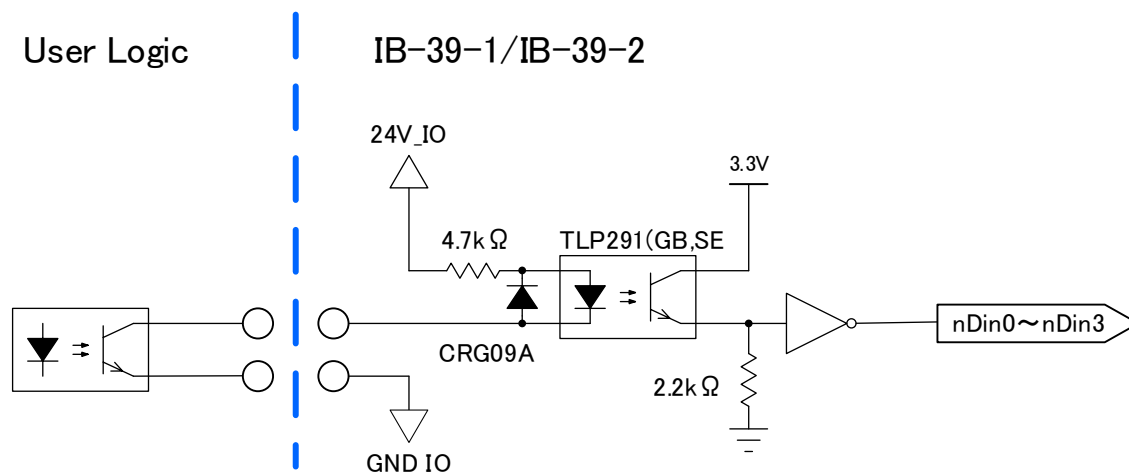 User Logic
IB-39-1/IB-39-2
24V_IO
3.3V
4.7kΩ
TLP291(GB,SE
nDin0～nDin3
CRG09A
2.2kΩ
GND IO